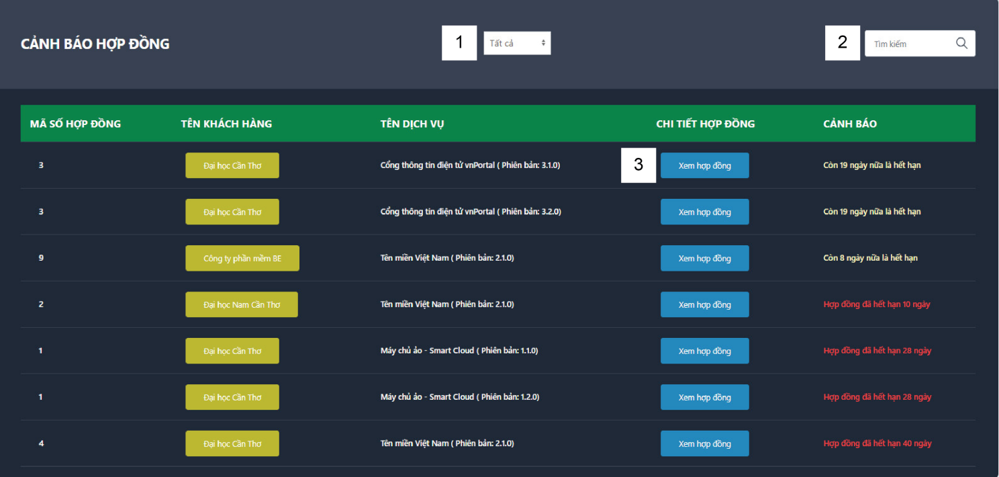 CẢNH BÁO HỢP ĐỒNG 1 Tất cả 2 Tìm kiếm
MÃ SỐ HỢP ĐỒNG TÊN KHÁCH HÀNG TÊN DỊCH VỤ CHI TIẾT HỢP ĐỒNG CẢNH BÁO
3 Đại học Cần Thơ Cổng thông tin điện tử vnPortal ( Phiên bản: 3.1.0) 3 Xem hợp đồng Còn 19 ngày nữa là hết hạn
3 Đại học Cần Thơ Cổng thông tin điện tử vnPortal ( Phiên bản: 3.2.0) Xem hợp đồng Còn 19 ngày nữa là hết hạn
9 Công ty phần mềm BE Tên miền Việt Nam ( Phiên bản: 2.1.0) Xem hợp đồng Còn 8 ngày nữa là hết hạn
2 Đại học Nam Cần Thơ Tên miền Việt Nam ( Phiên bản: 2.1.0) Xem hợp đồng Hợp đồng đã hết hạn 10 ngày
1 Đại học Cần Thơ Máy chủ ảo - Smart Cloud ( Phiên bản: 1.1.0) Xem hợp đồng Hợp đồng đã hết hạn 28 ngày
1 Đại học Cần Thơ Máy chủ ảo - Smart Cloud ( Phiên bản: 1.2.0) Xem hợp đồng Hợp đồng đã hết hạn 28 ngày
4 Đại học Cần Thơ Tên miền Việt Nam ( Phiên bản: 2.1.0) Xem hợp đồng Hợp đồng đã hết hạn 40 ngày